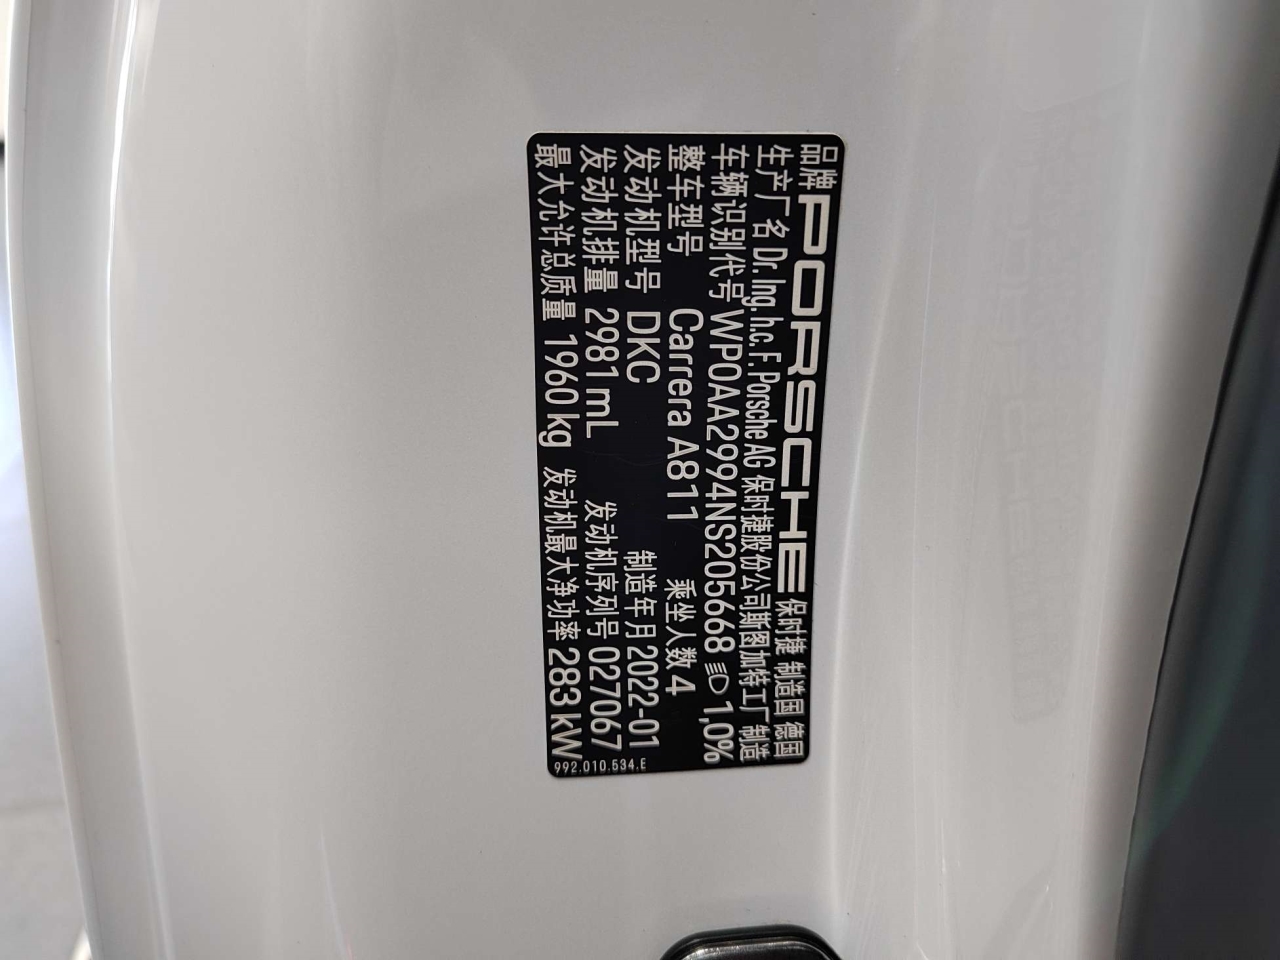 品牌 PORSCHE 保时捷 制造国 德国
生产厂名 Dr. Ing. h.c. F. Porsche AG 保时捷股份公司斯图加特工厂 制造
车辆识别代号 WP0AA2994NS205668 1,0%
整车型号 Carrera A811 乘坐人数 4
发动机型号 DKC 制造年月 2022-01
发动机排量 2981 mL 发动机序列号 027067
最大允许总质量 1960 kg 发动机最大净功率 283 kW
992.010.534.E